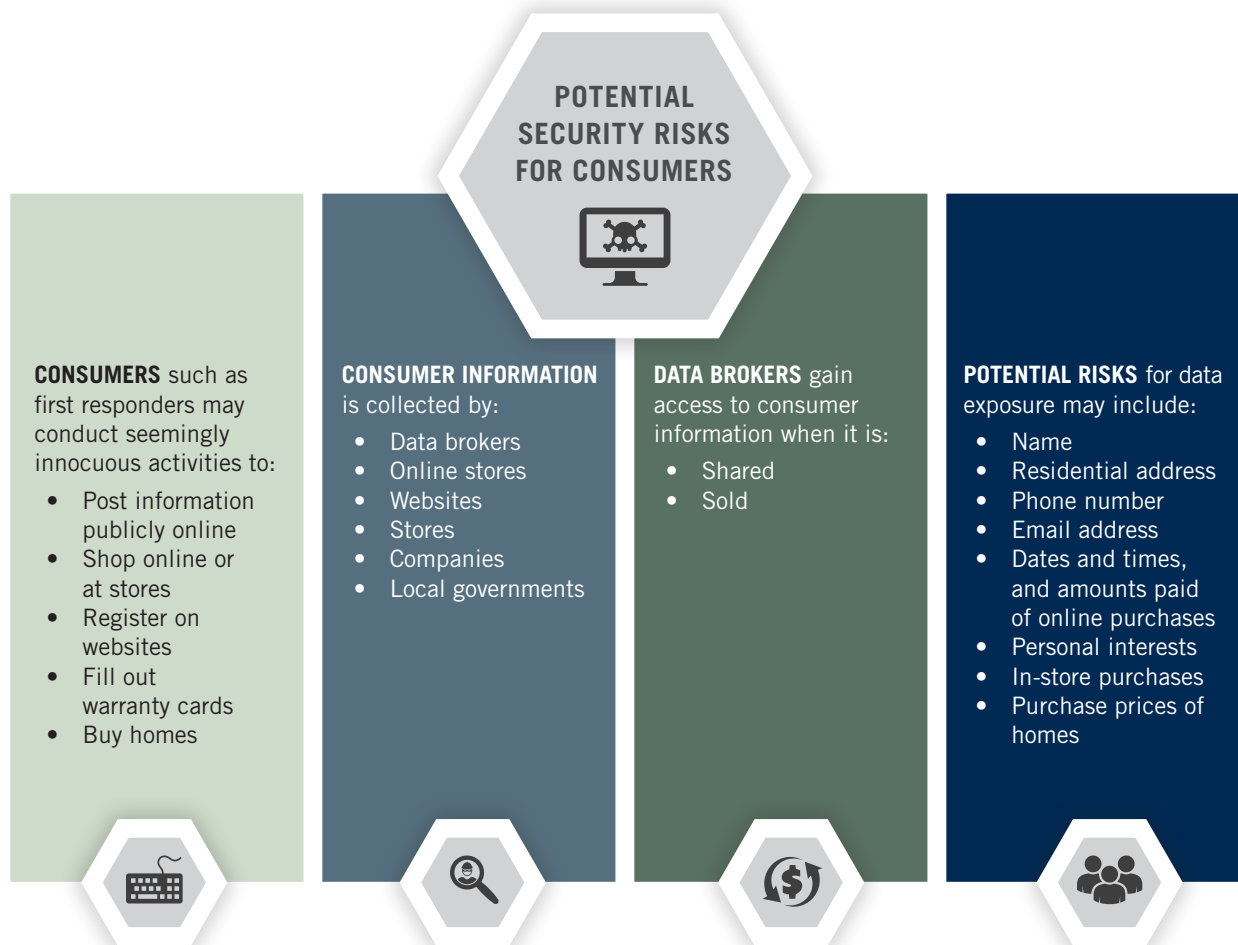 POTENTIAL
SECURITY RISKS
FOR CONSUMERS
CONSUMERS such as
first responders may
conduct seemingly
innocuous activities to:
• Post information
publicly online
• Shop online or
at stores
• Register on
websites
• Fill out
warranty cards
• Buy homes
CONSUMER INFORMATION
is collected by:
• Data brokers
• Online stores
• Websites
• Stores
• Companies
• Local governments
DATA BROKERS gain
access to consumer
information when it is:
• Shared
• Sold
POTENTIAL RISKS for data
exposure may include:
• Name
• Residential address
• Phone number
• Email address
• Dates and times,
and amounts paid
of online purchases
• Personal interests
• In-store purchases
• Purchase prices of
homes
$